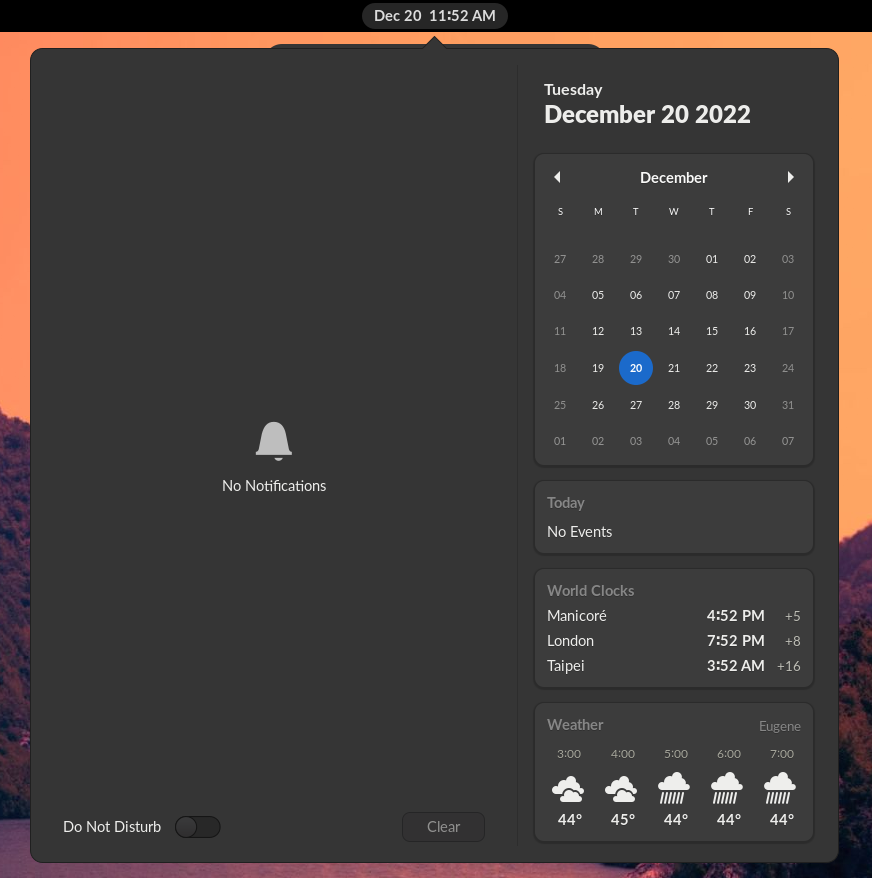 Dec 20 11:52 AM
No Notifications
Do Not Disturb
Clear
Tuesday
December 20 2022
December
S M T W T F S
27 28 29 30 01 02 03
04 05 06 07 08 09 10
11 12 13 14 15 16 17
18 19 20 21 22 23 24
25 26 27 28 29 30 31
01 02 03 04 05 06 07
Today
No Events
World Clocks
Manicoré 4:52 PM +5
London 7:52 PM +8
Taipei 3:52 AM +16
Weather Eugene
3:00 4:00 5:00 6:00 7:00
44° 45° 44° 44° 44°